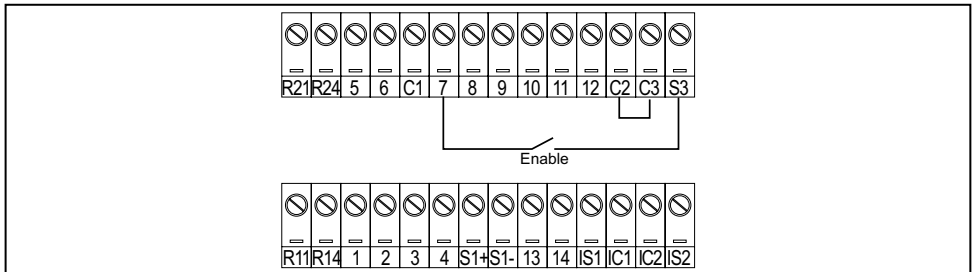 R21 R24 5 6 C1 7 8 9 10 11 12 C2 C3 S3
Enable
R11 R14 1 2 3 4 S1+ S1- 13 14 IS1 IC1 IC2 IS2